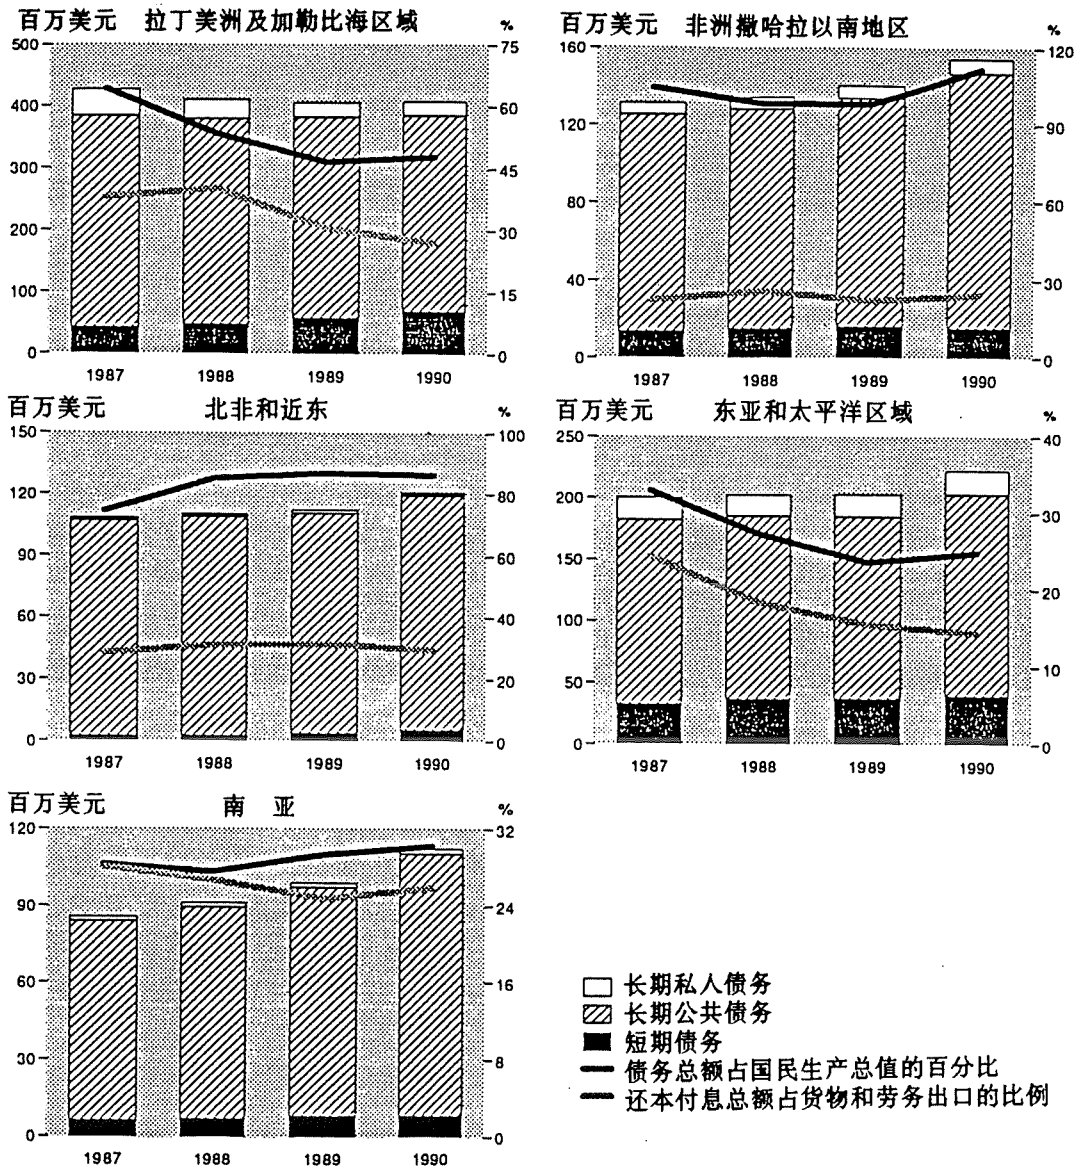 百万美元 拉丁美洲及加勒比海区域 %
500 75
400 60
300 45
200 30
100 15
0 0
1987 1988 1989 1990
百万美元 非洲撒哈拉以南地区 %
160 120
120 90
80 60
40 30
0 0
1987 1988 1989 1990
百万美元 北非和近东 %
150 100
120 80
90 60
60 40
30 20
0 0
1987 1988 1989 1990
百万美元 东亚和太平洋区域 %
250 40
200 30
150 20
100 10
50 0
0
1987 1988 1989 1990
百万美元 南 亚 %
120 32
90 24
60 16
30 8
0 0
1987 1988 1989 1990
长期私人债务
长期公共债务
短期债务
债务总额占国民生产总值的百分比
还本付息总额占货物和劳务出口的比例